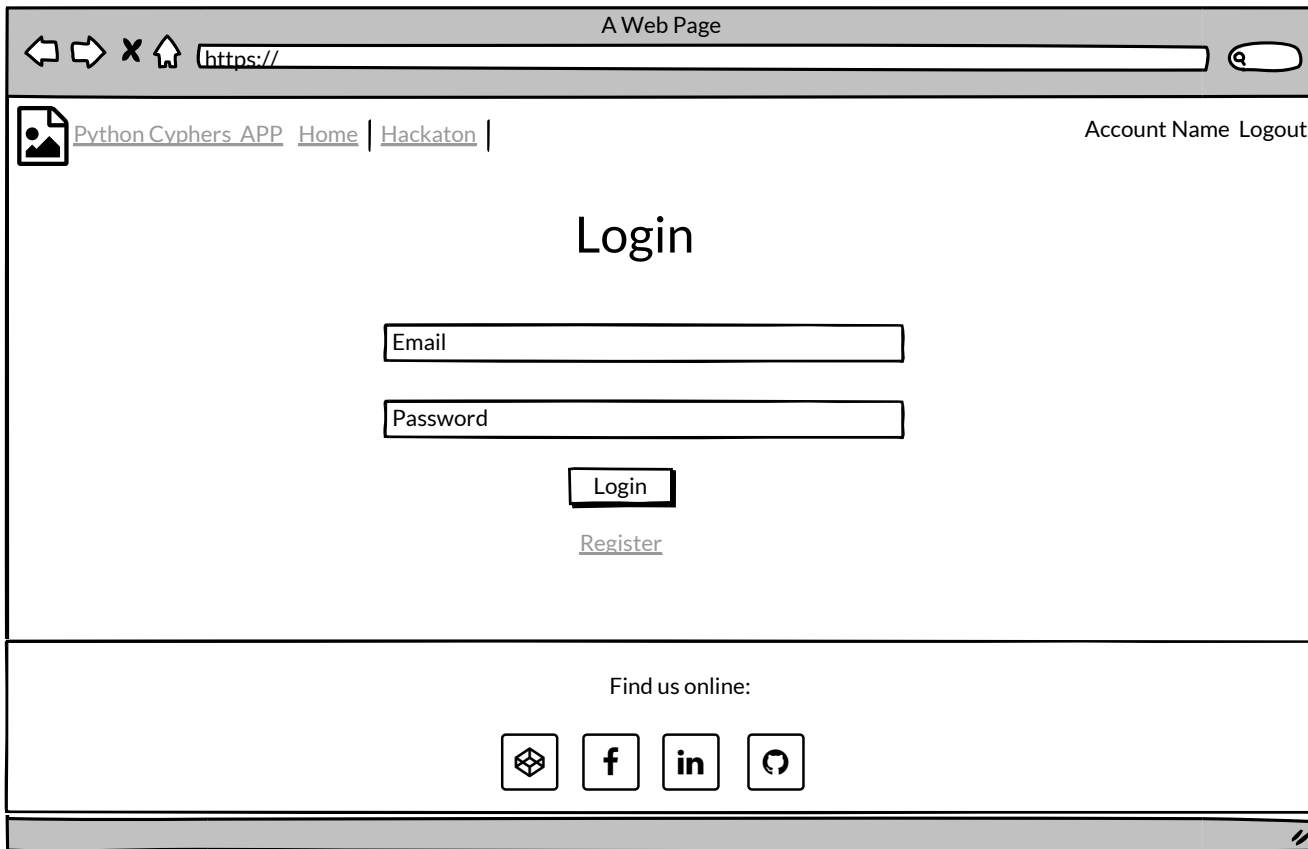 A Web Page
https://
Python Cyphers APP Home | Hackaton |
Account Name Logout
Login
Email
Password
Login
Register
Find us online:
f
in